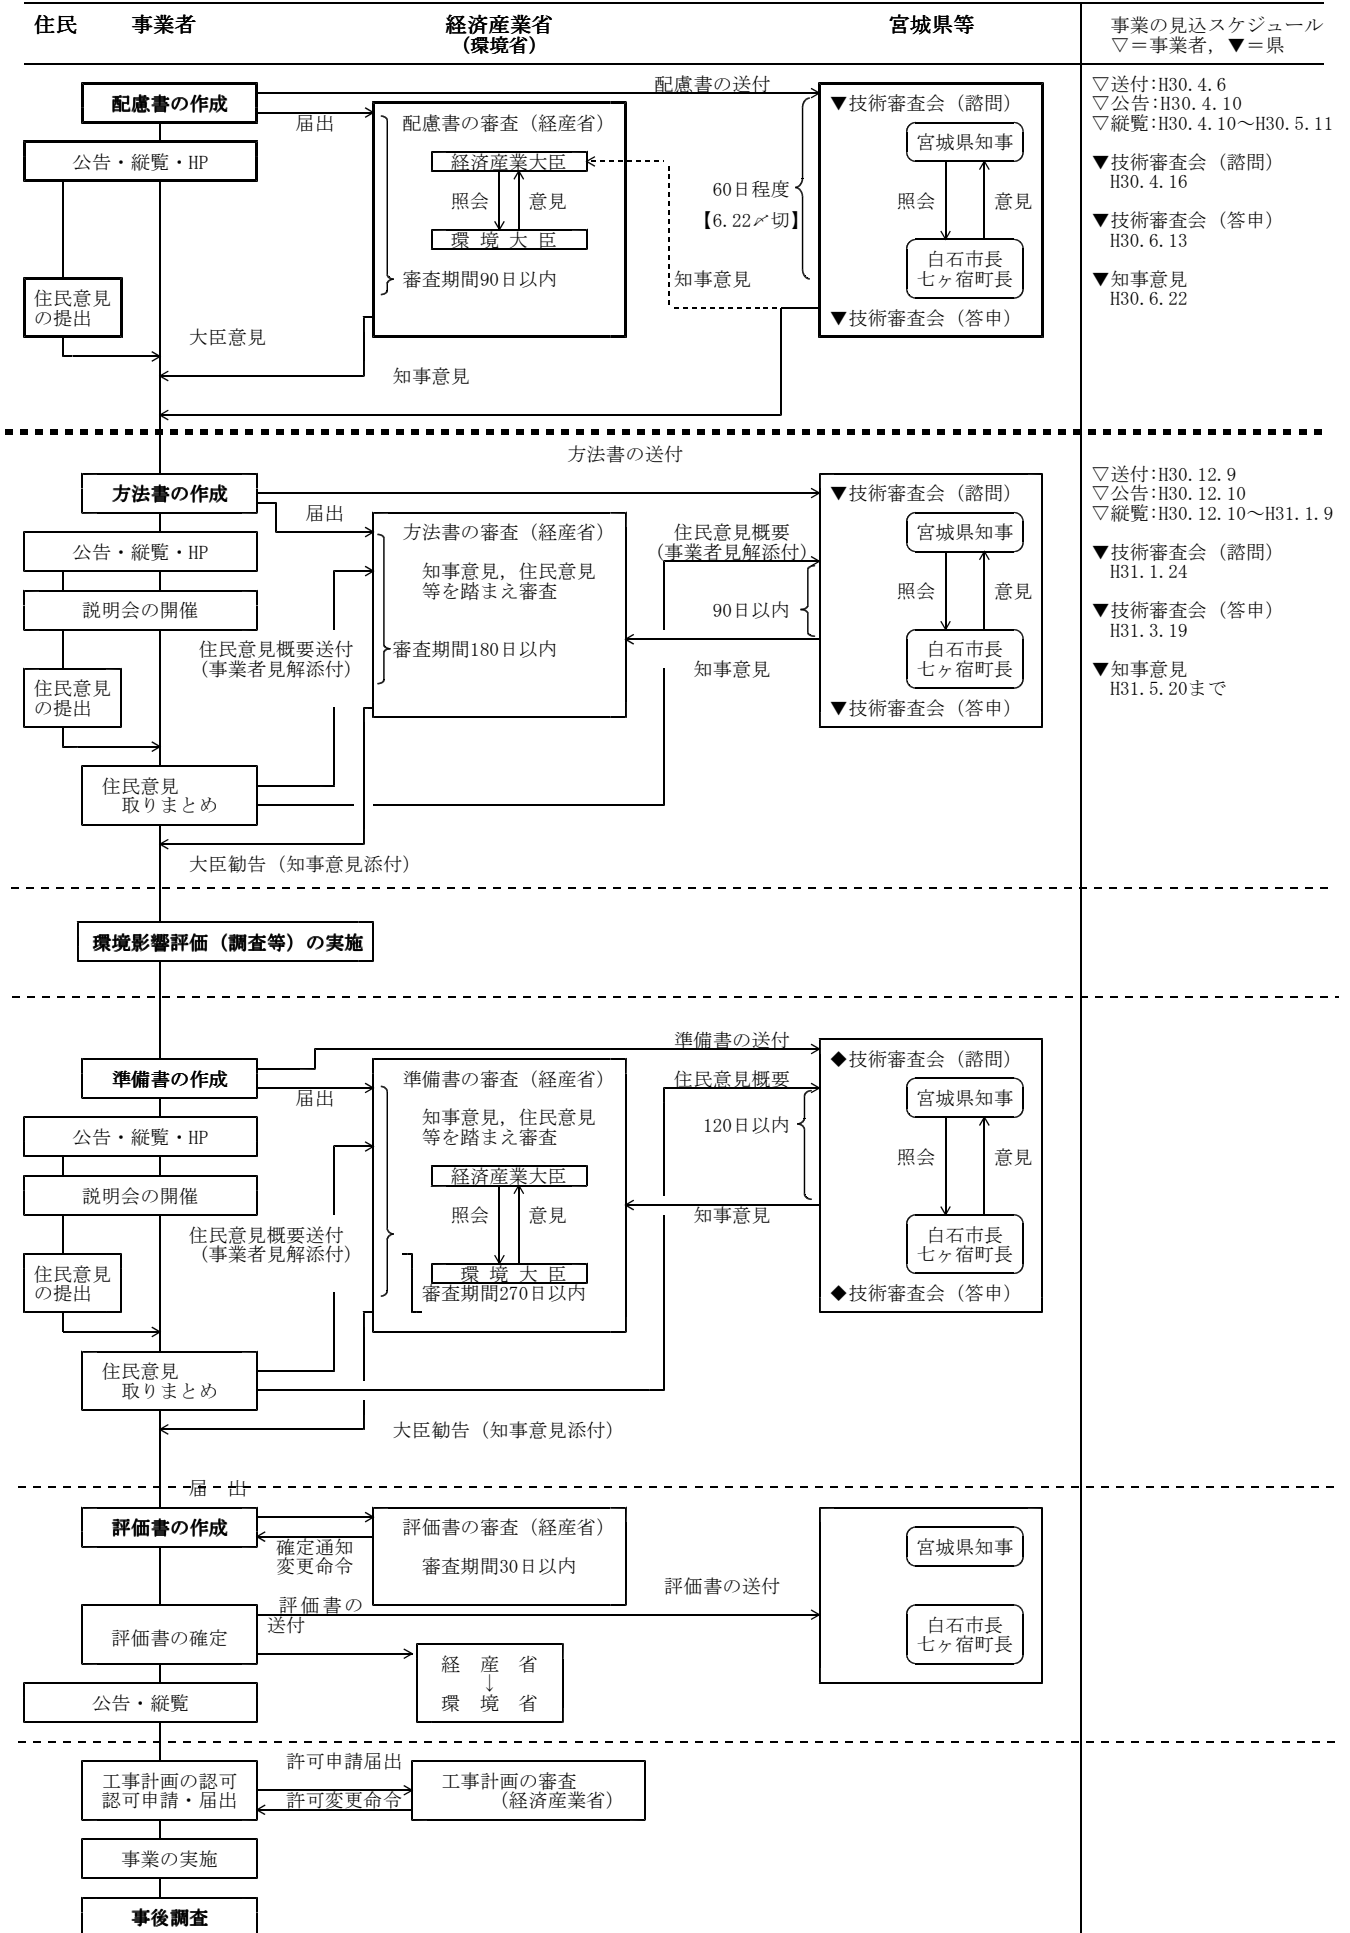 住民
事業者
経済産業省
(環境省)
宮城県等
事業の見込スケジュール
▽＝事業者，▼＝県
配慮書の作成
届出
配慮書の送付
公告・縦覧・HP
配慮書の審査（経産省）
経済産業大臣
照会
意見
環 境 大 臣
審査期間90日以内
60日程度
【6.22〆切】
知事意見
▼技術審査会（諮問）
宮城県知事
照会
意見
白石市長
七ヶ宿町長
▼技術審査会（答申）
住民意見
の提出
大臣意見
知事意見
▽送付:H30.4.6
▽公告:H30.4.10
▽縦覧:H30.4.10～H30.5.11
▼技術審査会（諮問）
H30.4.16
▼技術審査会（答申）
H30.6.13
▼知事意見
H30.6.22
方法書の送付
方法書の作成
届出
公告・縦覧・HP
説明会の開催
住民意見概要送付
(事業者見解添付)
住民意見
の提出
住民意見
取りまとめ
方法書の審査（経産省）
知事意見，住民意見
等を踏まえ審査
審査期間180日以内
住民意見概要
(事業者見解添付)
90日以内
知事意見
▼技術審査会（諮問）
宮城県知事
照会
意見
白石市長
七ヶ宿町長
▼技術審査会（答申）
大臣勧告（知事意見添付）
▽送付:H30.12.9
▽公告:H30.12.10
▽縦覧:H30.12.10～H31.1.9
▼技術審査会（諮問）
H31.1.24
▼技術審査会（答申）
H31.3.19
▼知事意見
H31.5.20まで
環境影響評価（調査等）の実施
準備書の送付
準備書の作成
届出
公告・縦覧・HP
説明会の開催
住民意見概要送付
(事業者見解添付)
住民意見
の提出
住民意見
取りまとめ
準備書の審査（経産省）
知事意見，住民意見
等を踏まえ審査
経済産業大臣
照会
意見
環 境 大 臣
審査期間270日以内
住民意見概要
120日以内
知事意見
◆技術審査会（諮問）
宮城県知事
照会
意見
白石市長
七ヶ宿町長
◆技術審査会（答申）
大臣勧告（知事意見添付）
届 出
評価書の作成
確定通知
変更命令
評価書の審査（経産省）
審査期間30日以内
評価書の送付
宮城県知事
白石市長
七ヶ宿町長
評価書の
送付
評価書の確定
経 産 省
↓
環 境 省
公告・縦覧
許可申請届出
工事計画の認可
認可申請・届出
許可変更命令
工事計画の審査
（経済産業省）
事業の実施
事後調査